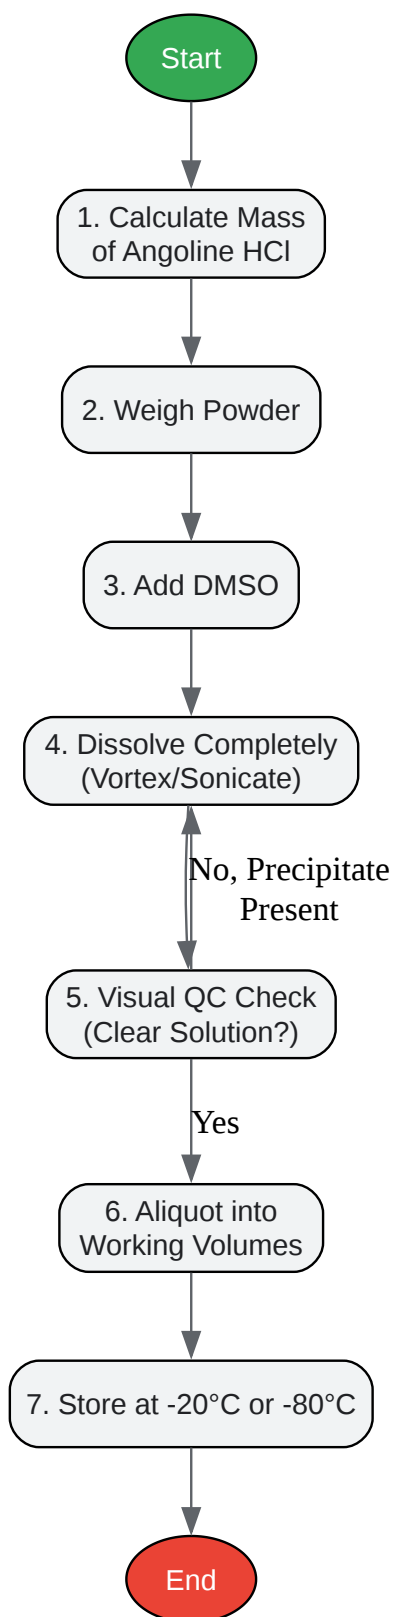 Start
1. Calculate Mass
of Angoline HCl
2. Weigh Powder
3. Add DMSO
4. Dissolve Completely
(Vortex/Sonicate)
No, Precipitate
Present
5. Visual QC Check
(Clear Solution?)
Yes
6. Aliquot into
Working Volumes
7. Store at -20°C or -80°C
End